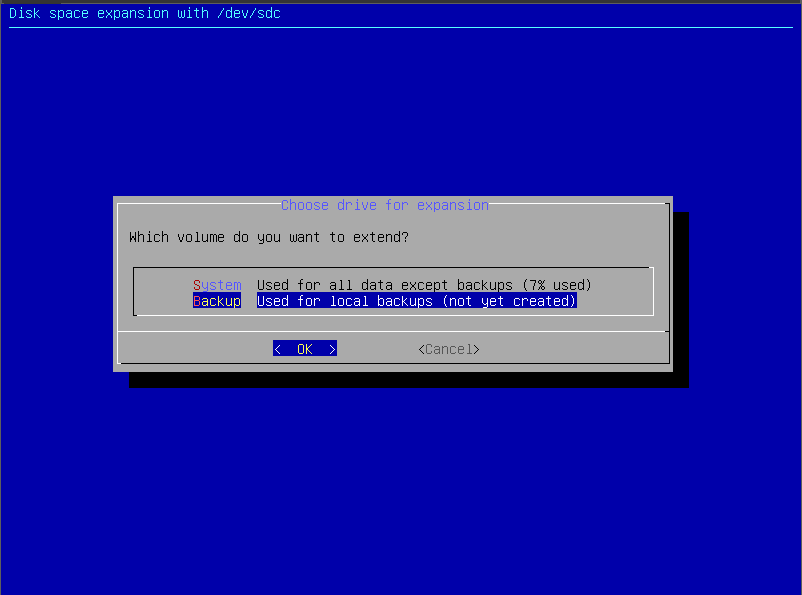 Disk space expansion with /dev/sdc
Choose drive for expansion
Which volume do you want to extend?
System  Used for all data except backups (7% used)
Backup  Used for local backups (not yet created)
<  OK  >  <Cancel>